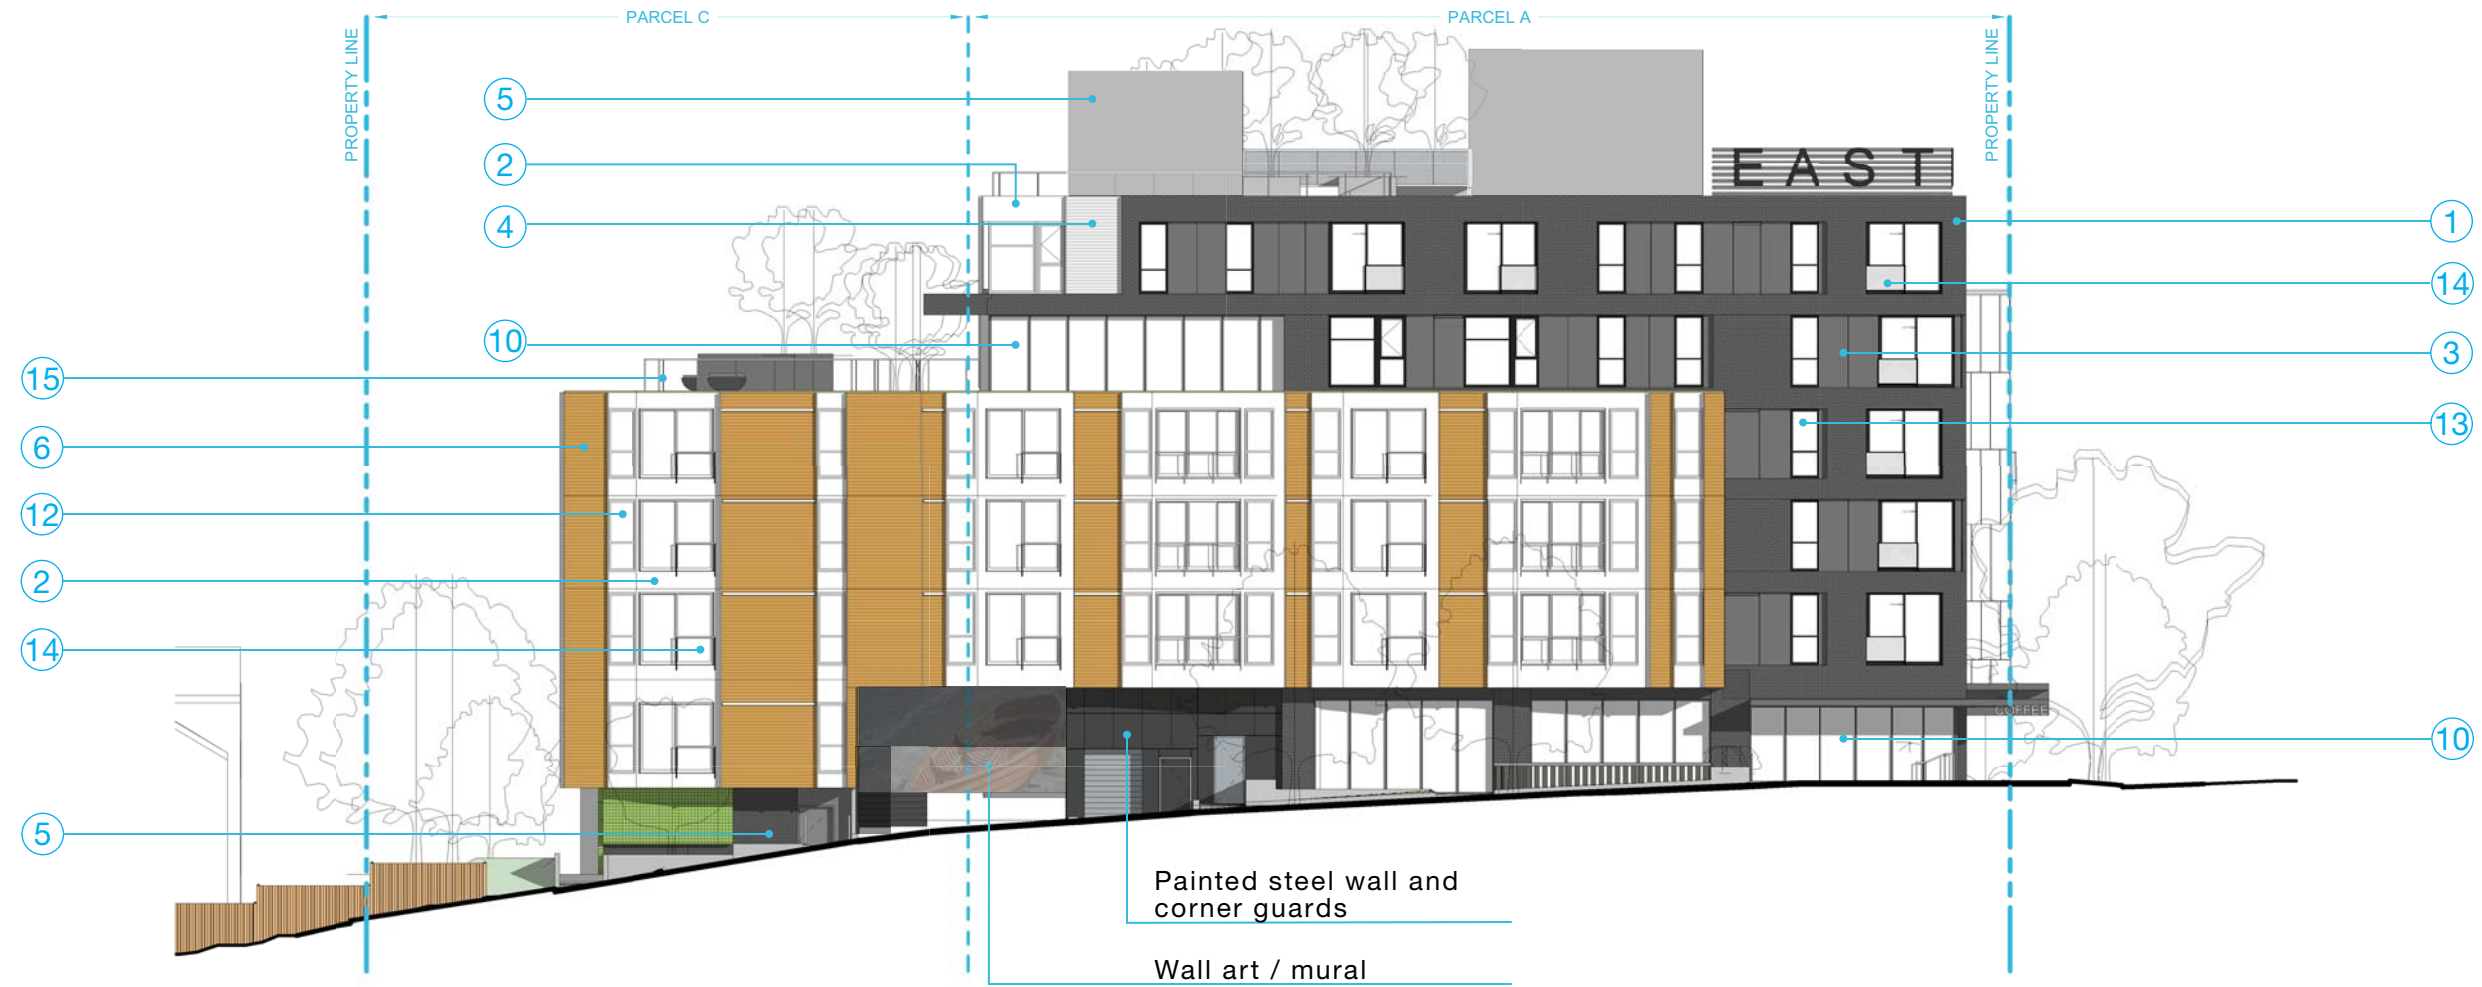 PARCEL C
PARCEL A
PROPERTY LINE
PROPERTY LINE
5
2
4
10
15
6
12
2
14
5
EAST
1
14
3
13
10
COFFEE
Painted steel wall and
corner guards
Wall art / mural